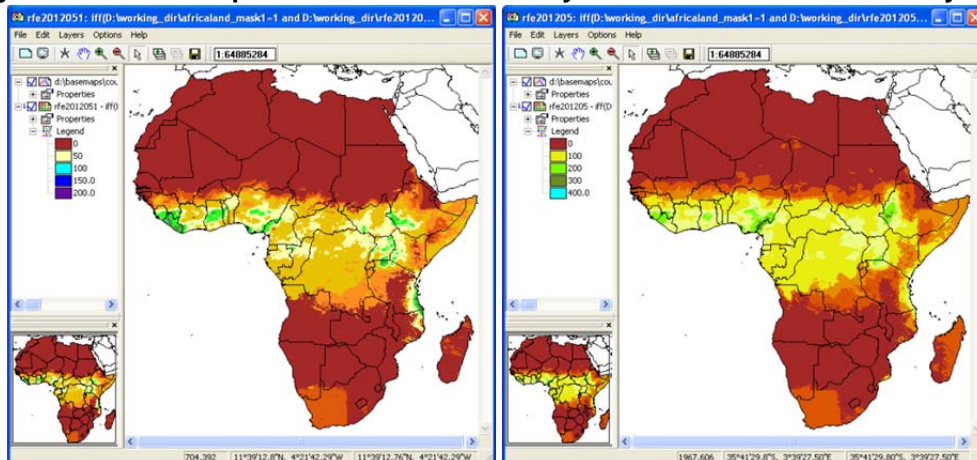 rfe2012051: iff(D:\working_dir\africaland_mask1=1 and D:\working_dir\rfe20120...
File Edit Layers Options Help
1:64885284
d:\basemaps\cou
Properties
rfe2012051 - iff(I
Properties
Legend
0
50
100
150.0
200.0
704.392 11°39'12.8"N, 4°21'42.29"W 11°39'12.76"N, 4°21'42.29"W
rfe201205: iff(D:\working_dir\africaland_mask1=1 and D:\working_dir\rfe201205...
File Edit Layers Options Help
1:64885284
d:\basemaps\cou
Properties
rfe201205 - iff(D
Properties
Legend
0
100
200
300
400.0
1967.606 35°41'29.8"S, 3°39'27.50"E 35°41'29.80"S, 3°39'27.50"E